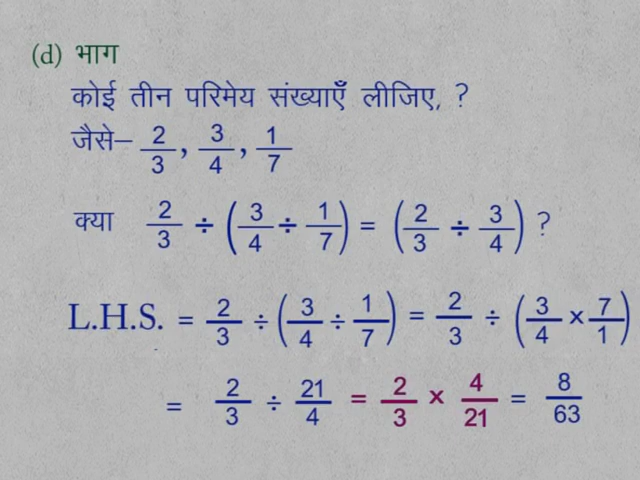 (d) भाग
कोई तीन परिमेय संख्याएँ लीजिए, ?
जैसे– 2/3, 3/4, 1/7
क्या 2/3 ÷ (3/4 ÷ 1/7) = (2/3 ÷ 3/4) ?
L.H.S. = 2/3 ÷ (3/4 ÷ 1/7) = 2/3 ÷ (3/4 × 7/1)
= 2/3 ÷ 21/4 = 2/3 × 4/21 = 8/63